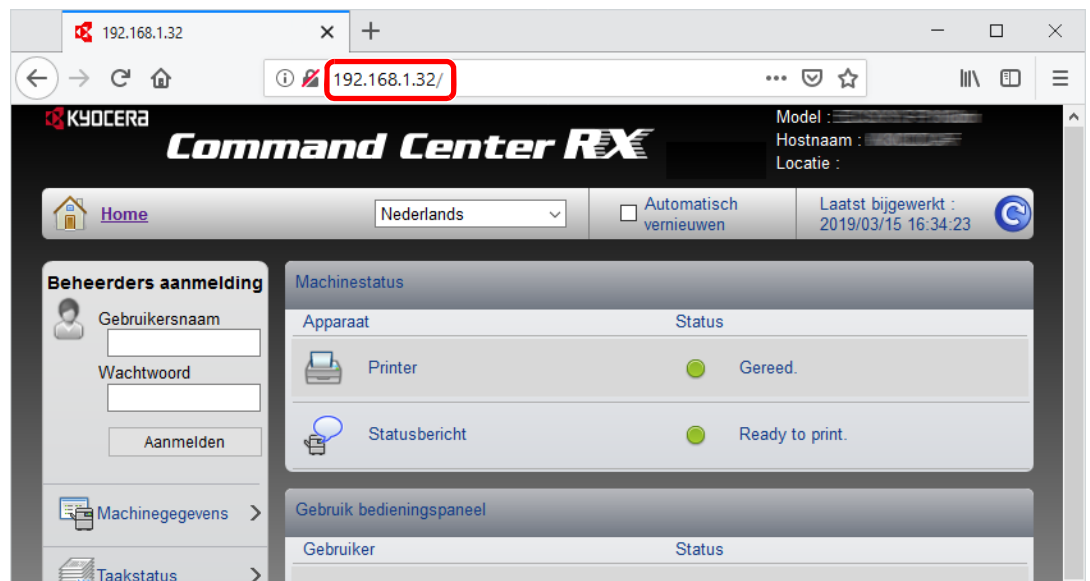 192.168.1.32
192.168.1.32/
KYOCERA
Command Center RX
Model :
Hostnaam :
Locatie :
Home
Nederlands
Automatisch
vernieuwen
Laatst bijgewerkt :
2019/03/15 16:34:23
Beheerders aanmelding
Gebruikersnaam
Wachtwoord
Aanmelden
Machinegegevens
Taakstatus
Machinestatus
Apparaat Status
Printer Gereed.
Statusbericht Ready to print.
Gebruik bedieningspaneel
Gebruiker Status